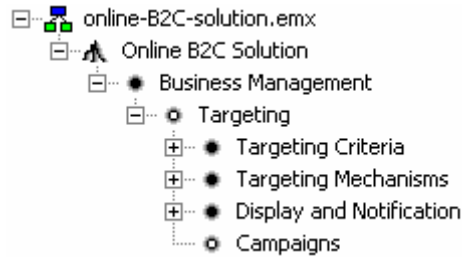 online-B2C-solution.emx
Online B2C Solution
Business Management
Targeting
Targeting Criteria
Targeting Mechanisms
Display and Notification
Campaigns